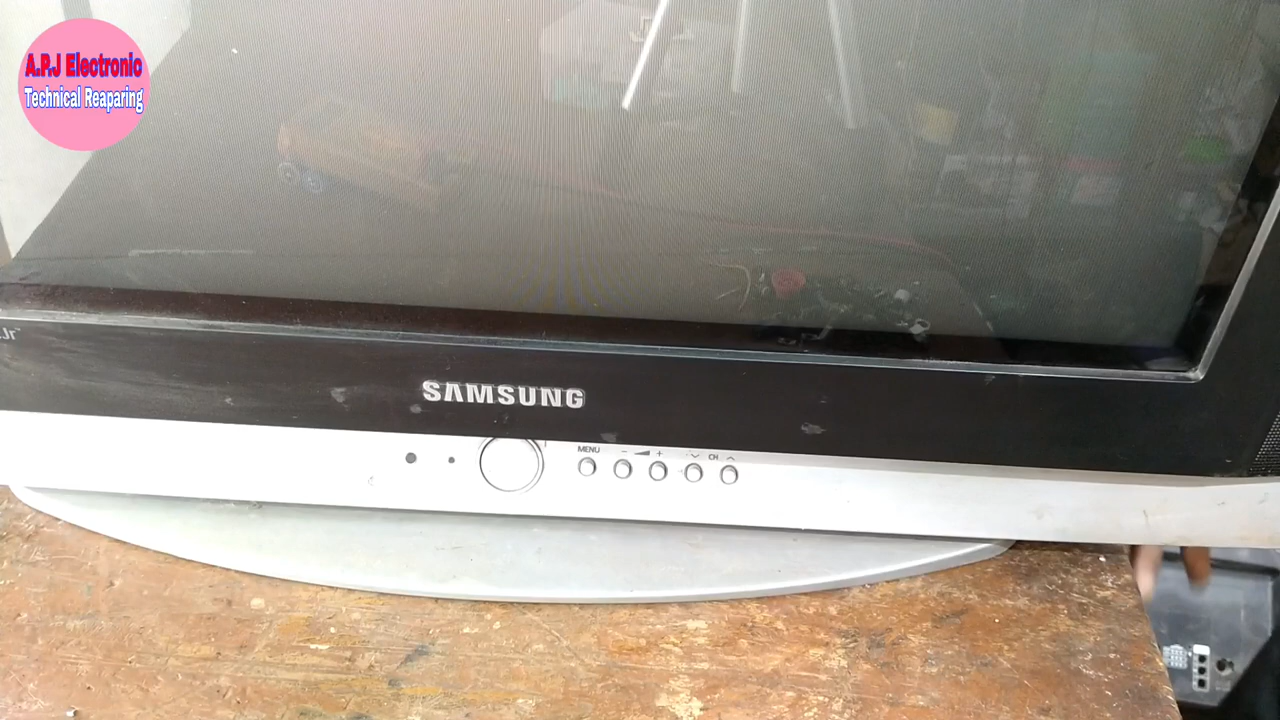 A.P.J Electronic
Technical Reaparing
SAMSUNG
MENU - + CH